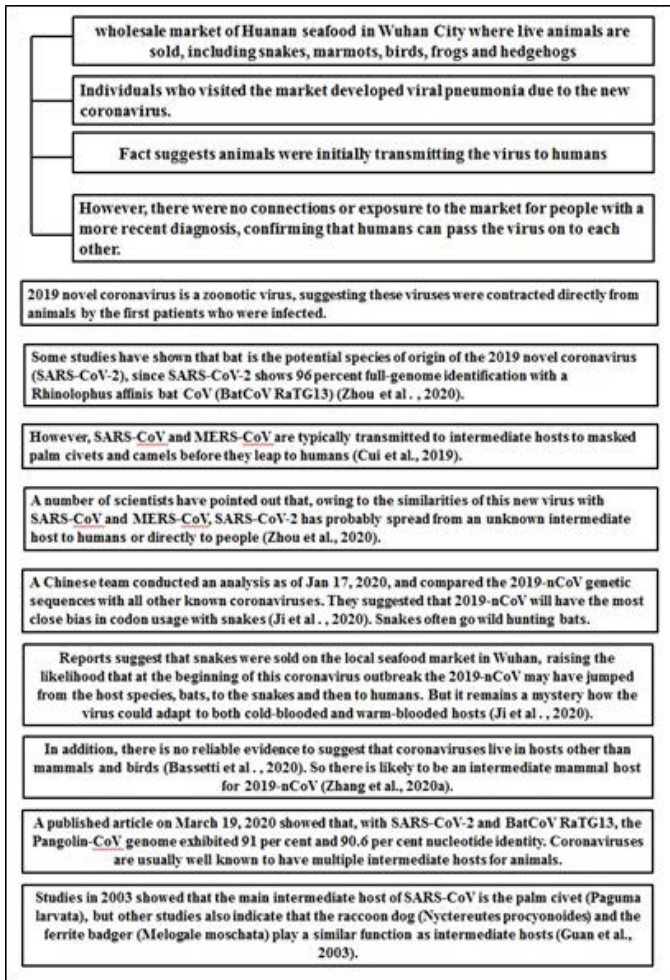 wholesale market of Huanan seafood in Wuhan City where live animals are
sold, including snakes, marmots, birds, frogs and hedgehogs
Individuals who visited the market developed viral pneumonia due to the new
coronavirus.
Fact suggests animals were initially transmitting the virus to humans
However, there were no connections or exposure to the market for people with a
more recent diagnosis, confirming that humans can pass the virus on to each
other.
2019 novel coronavirus is a zoonotic virus, suggesting these viruses were contracted directly from
animals by the first patients who were infected.
Some studies have shown that bat is the potential species of origin of the 2019 novel coronavirus
(SARS-CoV-2), since SARS-CoV-2 shows 96 percent full-genome identification with a
Rhinolophus affinis bat CoV (BatCoV RaTG13) (Zhou et al . , 2020).
However, SARS-CoV and MERS-CoV are typically transmitted to intermediate hosts to masked
palm civets and camels before they leap to humans (Cui et al., 2019).
A number of scientists have pointed out that, owing to the similarities of this new virus with
SARS-CoV and MERS-CoV, SARS-CoV-2 has probably spread from an unknown intermediate
host to humans or directly to people (Zhou et al., 2020).
A Chinese team conducted an analysis as of Jan 17, 2020, and compared the 2019-nCoV genetic
sequences with all other known coronaviruses. They suggested that 2019-nCoV will have the most
close bias in codon usage with snakes (Ji et al . , 2020). Snakes often go wild hunting bats.
Reports suggest that snakes were sold on the local seafood market in Wuhan, raising the
likelihood that at the beginning of this coronavirus outbreak the 2019-nCoV may have jumped
from the host species, bats, to the snakes and then to humans. But it remains a mystery how the
virus could adapt to both cold-blooded and warm-blooded hosts (Ji et al . , 2020).
In addition, there is no reliable evidence to suggest that coronaviruses live in hosts other than
mammals and birds (Bassetti et al . , 2020). So there is likely to be an intermediate mammal host
for 2019-nCoV (Zhang et al., 2020a).
A published article on March 19, 2020 showed that, with SARS-CoV-2 and BatCoV RaTG13, the
Pangolin-CoV genome exhibited 91 per cent and 90.6 per cent nucleotide identity. Coronaviruses
are usually well known to have multiple intermediate hosts for animals.
Studies in 2003 showed that the main intermediate host of SARS-CoV is the palm civet (Paguma
larvata), but other studies also indicate that the raccoon dog (Nyctereutes procyonoides) and the
ferrite badger (Melogale moschata) play a similar function as intermediate hosts (Guan et al.,
2003).